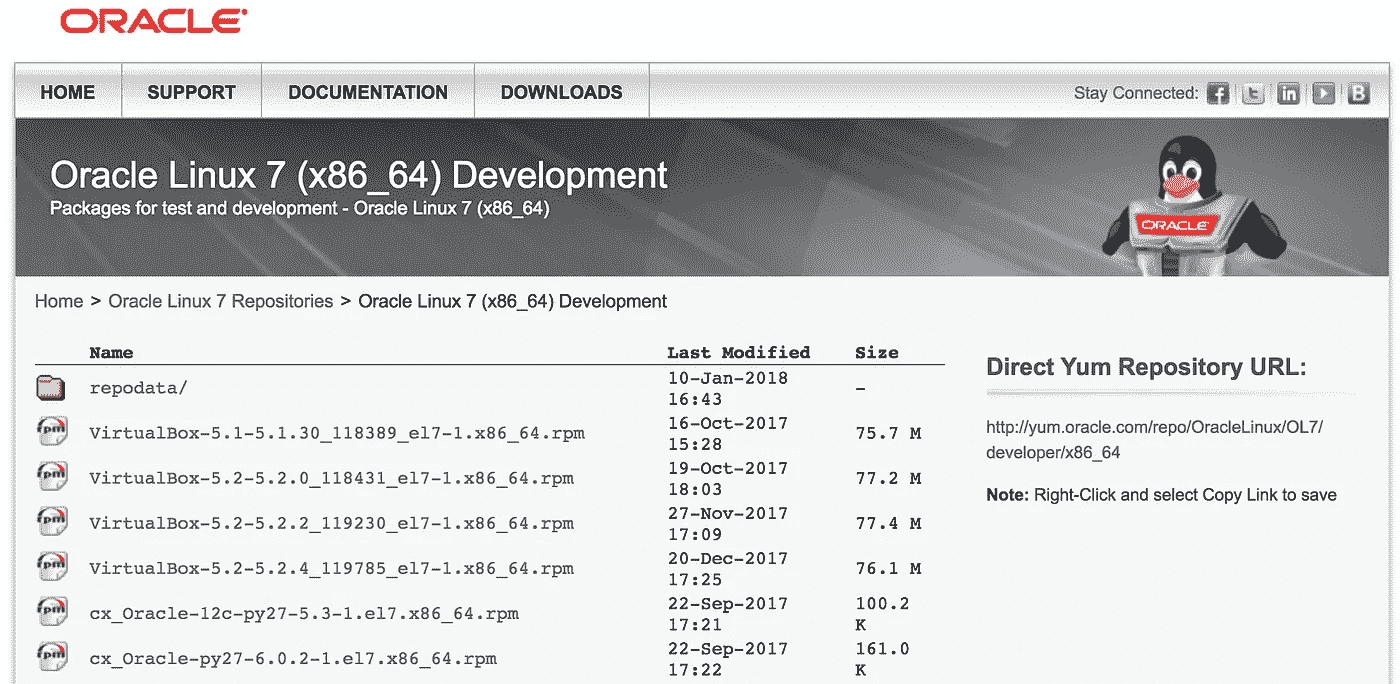 ORACLE
HOME SUPPORT DOCUMENTATION DOWNLOADS Stay Connected:
Oracle Linux 7 (x86_64) Development
Packages for test and development - Oracle Linux 7 (x86_64)
ORACLE
Home > Oracle Linux 7 Repositories > Oracle Linux 7 (x86_64) Development
Name Last Modified Size
repodata/ 10-Jan-2018 16:43 -
VirtualBox-5.1-5.1.30_118389_el7-1.x86_64.rpm 16-Oct-2017 15:28 75.7 M
VirtualBox-5.2-5.2.0_118431_el7-1.x86_64.rpm 19-Oct-2017 18:03 77.2 M
VirtualBox-5.2-5.2.2_119230_el7-1.x86_64.rpm 27-Nov-2017 17:09 77.4 M
VirtualBox-5.2-5.2.4_119785_el7-1.x86_64.rpm 20-Dec-2017 17:25 76.1 M
cx_Oracle-12c-py27-5.3-1.el7.x86_64.rpm 22-Sep-2017 17:21 100.2 K
cx_Oracle-py27-6.0.2-1.el7.x86_64.rpm 22-Sep-2017 17:22 161.0 K
Direct Yum Repository URL:
http://yum.oracle.com/repo/OracleLinux/OL7/
developer/x86_64
Note: Right-Click and select Copy Link to save